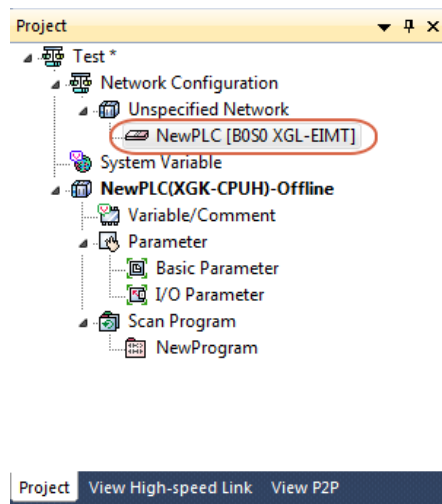 Project
Test *
Network Configuration
Unspecified Network
NewPLC [B0S0 XGL-EIMT]
System Variable
NewPLC(XGK-CPUH)-Offline
Variable/Comment
Parameter
Basic Parameter
I/O Parameter
Scan Program
NewProgram
Project View High-speed Link View P2P